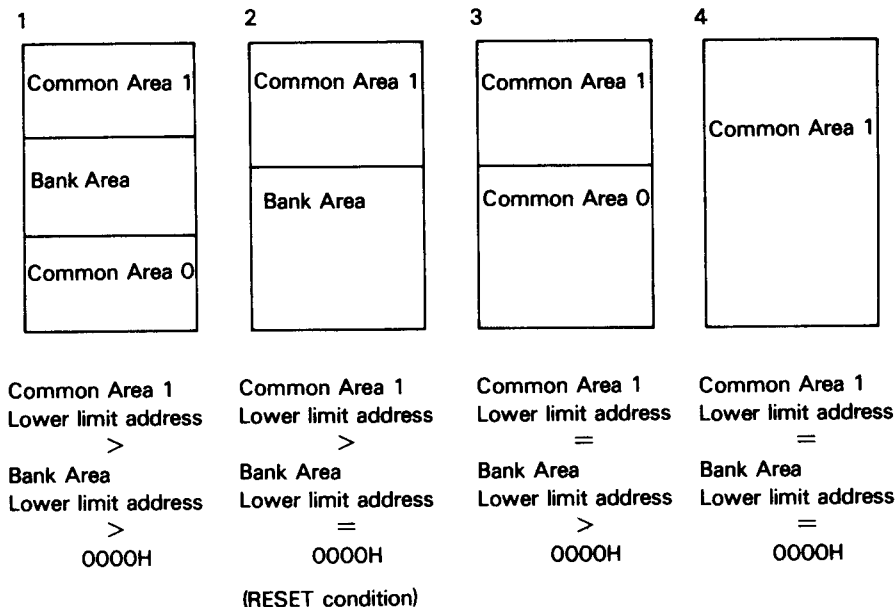 1
Common Area 1
Bank Area
Common Area 0
Common Area 1
Lower limit address
>
Bank Area
Lower limit address
>
0000H
2
Common Area 1
Bank Area
Common Area 1
Lower limit address
>
Bank Area
Lower limit address
=
0000H
(RESET condition)
3
Common Area 1
Common Area 0
Common Area 1
Lower limit address
=
Bank Area
Lower limit address
>
0000H
4
Common Area 1
Common Area 1
Lower limit address
=
Bank Area
Lower limit address
=
0000H